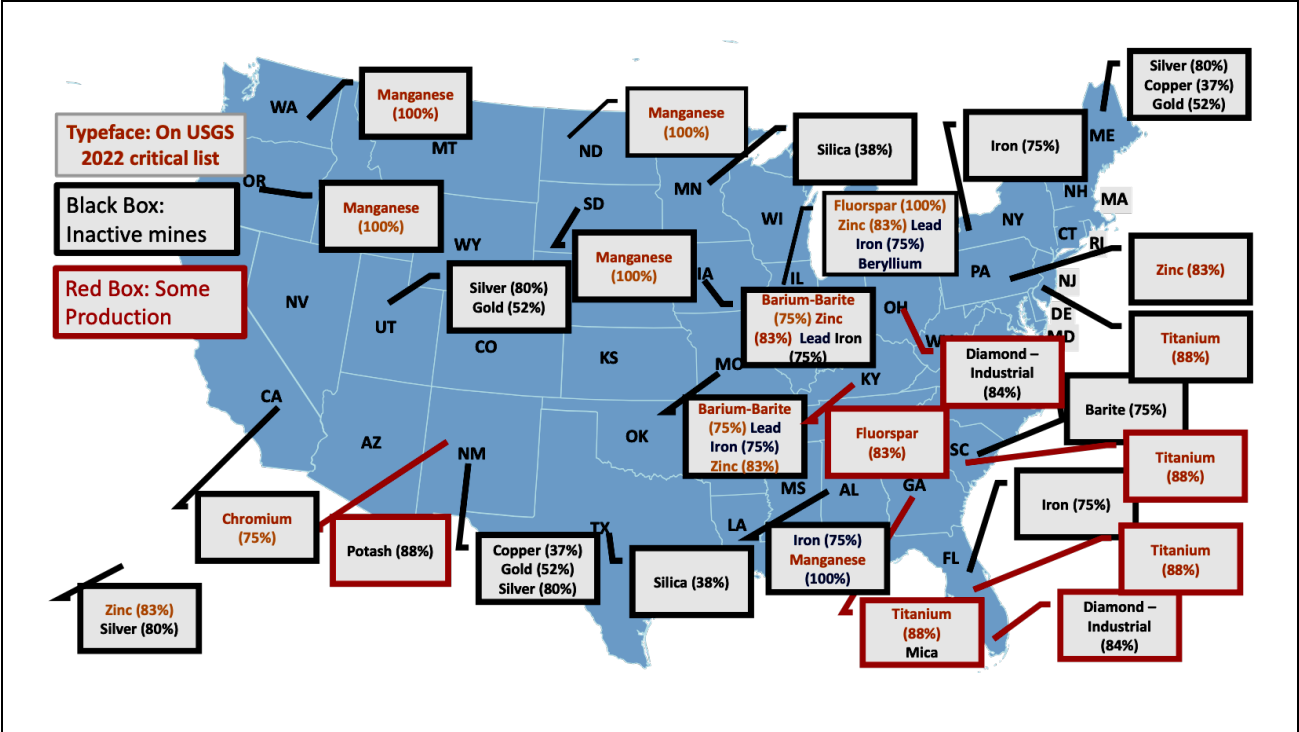 Silver (80%)
Copper (37%)
Gold (52%)
WA
Manganese
(100%)
Manganese
(100%)
Typeface: On USGS
2022 critical list
MT
ND
Silica (38%)
Iron (75%)
ME
OR
MN
NH
MA
Black Box:
Inactive mines
Manganese
(100%)
SD
WI
Fluorspar (100%)
Zinc (83%) Lead
Iron (75%)
Beryllium
NY
CT
RI
WY
Manganese
(100%)
PA
Zinc (83%)
Red Box: Some
Production
NV
UT
Silver (80%)
Gold (52%)
IA
IL
NJ
Barium-Barite
(75%) Zinc
(83%) Lead Iron
(75%)
OH
DE
MD
Titanium
(88%)
CO
KS
MO
W
Diamond –
Industrial
(84%)
KY
CA
Barite (75%)
AZ
NM
OK
Barium-Barite
(75%) Lead
Iron (75%)
Zinc (83%)
Fluorspar
(83%)
SC
Titanium
(88%)
MS
AL
GA
Chromium
(75%)
Potash (88%)
TX
LA
Iron (75%)
Iron (75%)
Manganese
(100%)
FL
Titanium
(88%)
Copper (37%)
Gold (52%)
Silver (80%)
Silica (38%)
Zinc (83%)
Silver (80%)
Titanium
(88%)
Mica
Diamond –
Industrial
(84%)